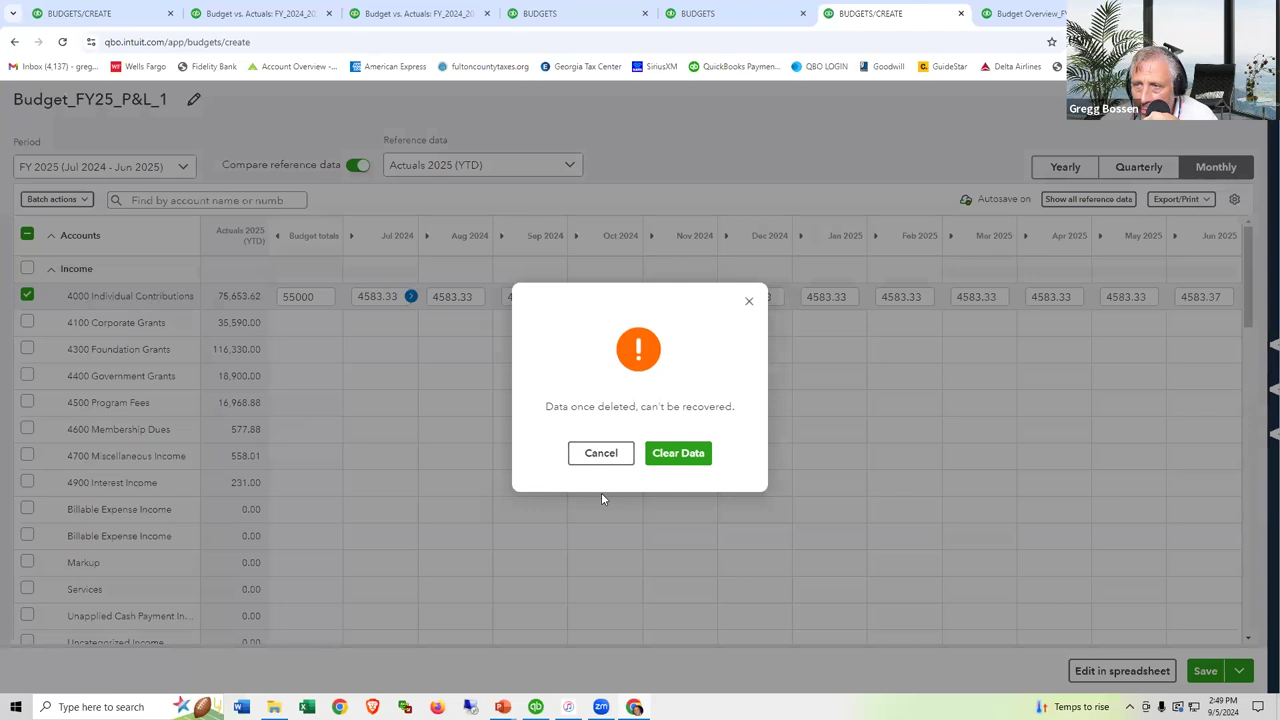 BUDGETS/CREATE
Budget vs. Actuals: FY_2024_20
Budget vs. Actuals: FY_2024_20
BUDGETS
BUDGETS
BUDGETS/CREATE
Budget Overview_F
qbo.intuit.com/app/budgets/create
Inbox (4,137) - greg...
Wells Fargo
Fidelity Bank
Account Overview -...
American Express
fultoncountytaxes.org
Georgia Tax Center
SiriusXM
QuickBooks Paymen...
QBO LOGIN
Goodwill
GuideStar
Delta Airlines
Gregg Bossen
Budget_FY25_P&L_1
Period
Reference data
FY 2025 (Jul 2024 - Jun 2025)
Compare reference data
Actuals 2025 (YTD)
Yearly
Quarterly
Monthly
Batch actions
Find by account name or numb
Autosave on
Show all reference data
Export/Print
Accounts
Actuals 2025
(YTD)
Budget totals
Jul 2024
Aug 2024
Sep 2024
Oct 2024
Nov 2024
Dec 2024
Jan 2025
Feb 2025
Mar 2025
Apr 2025
May 2025
Jun 2025
Income
4000 Individual Contributions 75,653.62 55000 4583.33 4583.33 4583.33 4583.33 4583.33 4583.33 4583.33 4583.37
4100 Corporate Grants 35,590.00
4300 Foundation Grants 116,330.00
4400 Government Grants 18,900.00
4500 Program Fees 16,968.88
4600 Membership Dues 577.88
4700 Miscellaneous Income 558.01
4900 Interest Income 231.00
Billable Expense Income 0.00
Billable Expense Income 0.00
Markup 0.00
Services 0.00
Unapplied Cash Payment In... 0.00
Uncategorized Income 0.00
Data once deleted, can't be recovered.
Cancel
Clear Data
Edit in spreadsheet
Save
Type here to search
Temps to rise
2:49 PM
9/5/2024